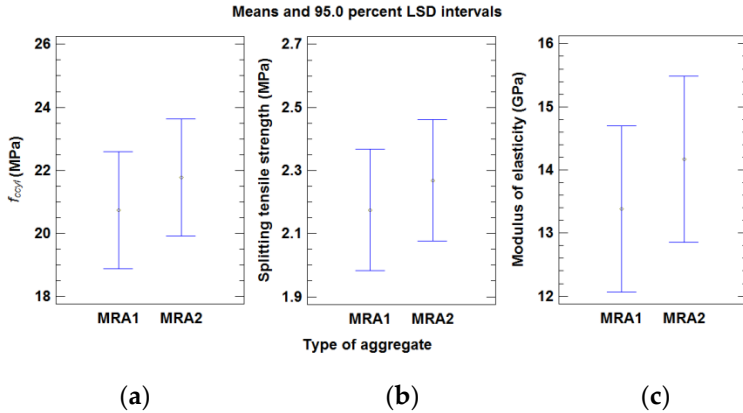 Means and 95.0 percent LSD intervals
f_ccyl (MPa)
26
24
22
20
18
MRA1 MRA2
Splitting tensile strength (MPa)
2.7
2.5
2.3
2.1
1.9
MRA1 MRA2
Modulus of elasticity (GPa)
16
15
14
13
12
MRA1 MRA2
Type of aggregate
(a) (b) (c)